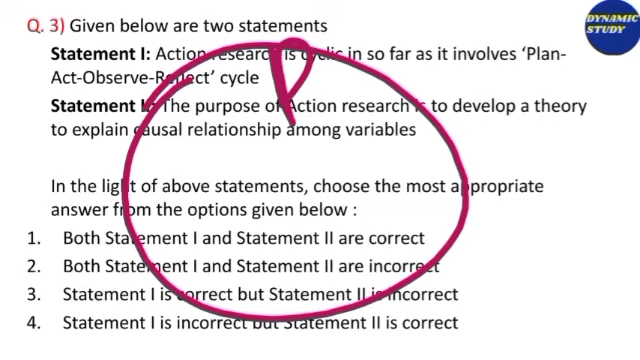 Q. 3) Given below are two statements
DYNAMIC
STUDY
Statement I: Action research is cyclic in so far as it involves 'Plan-
Act-Observe-Reflect' cycle
Statement II: The purpose of Action research is to develop a theory
to explain causal relationship among variables
In the light of above statements, choose the most appropriate
answer from the options given below :
1. Both Statement I and Statement II are correct
2. Both Statement I and Statement II are incorrect
3. Statement I is correct but Statement II is incorrect
4. Statement I is incorrect but Statement II is correct